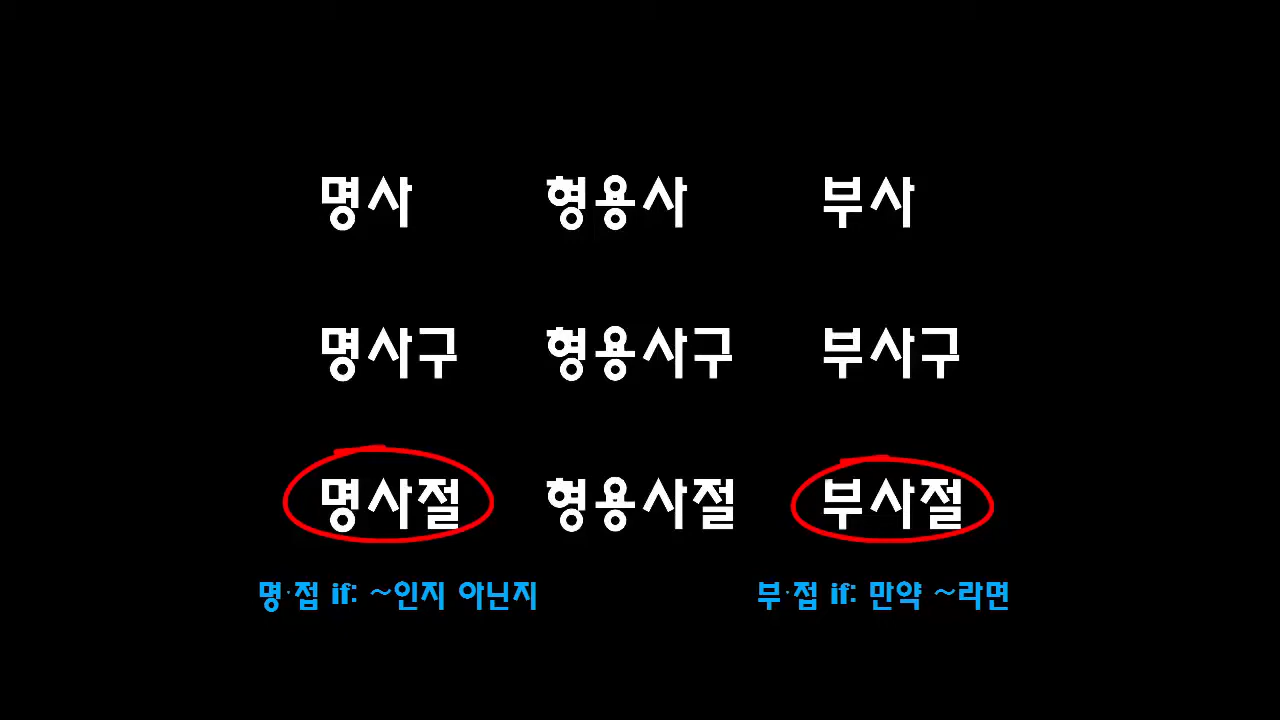 명사 형용사 부사
명사구 형용사구 부사구
명사절 형용사절 부사절
명·접 if: ~인지 아닌지 부·접 if: 만약 ~라면